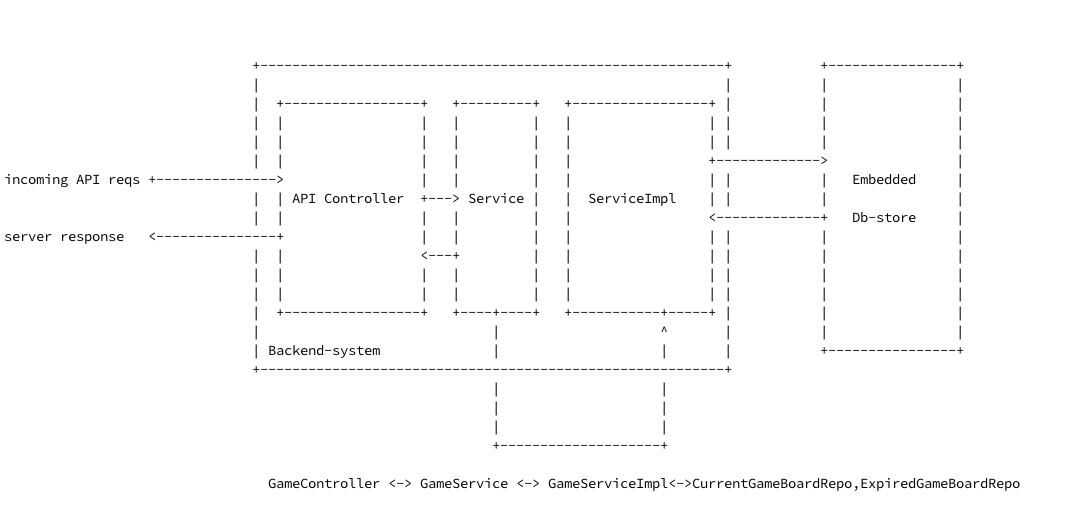 incoming API reqs
API Controller
Service
ServiceImpl
Embedded
Db-store
server response
Backend-system
GameController <-> GameService <-> GameServiceImpl<->CurrentGameBoardRepo,ExpiredGameBoardRepo